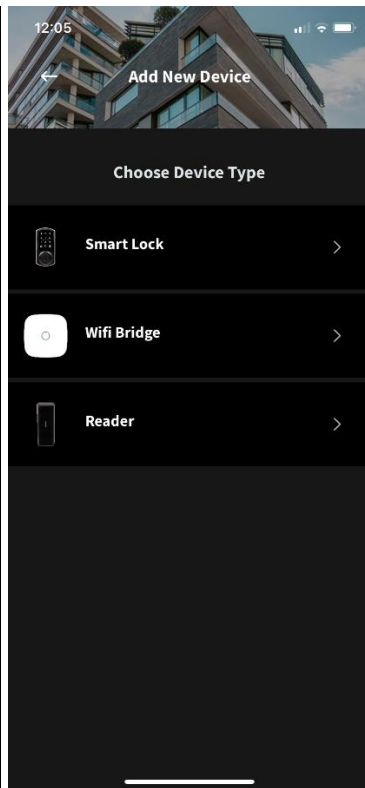 12:05
Add New Device
Choose Device Type
Smart Lock
Wifi Bridge
Reader